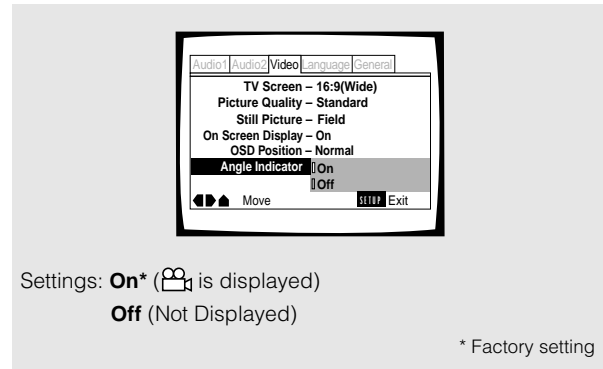 Audio1 Audio2 Video Language General
TV Screen – 16:9(Wide)
Picture Quality – Standard
Still Picture – Field
On Screen Display – On
OSD Position – Normal
Angle Indicator On
Off
Move SETUP Exit
Settings: On* ( is displayed)
Off (Not Displayed)
* Factory setting